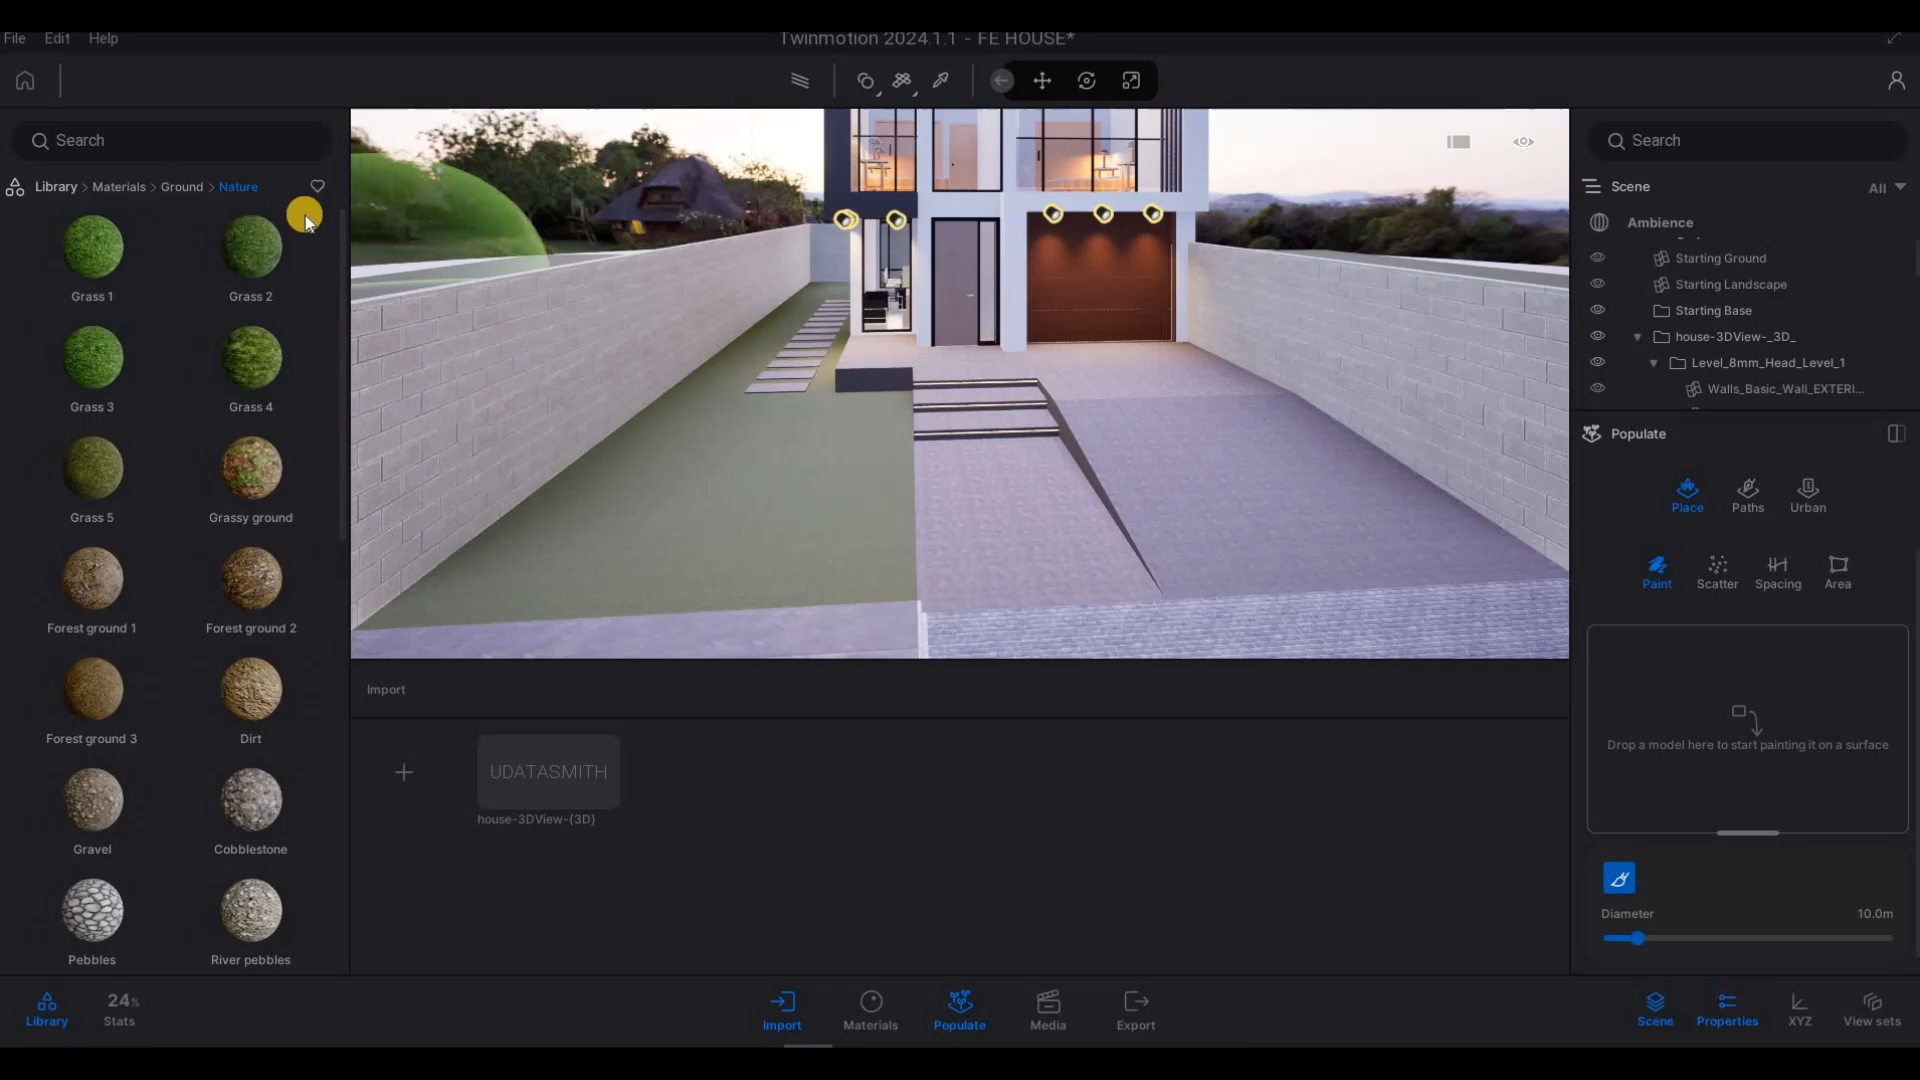 File Edit Help
Twinmotion 2024.1.1 - FE HOUSE*
Search
Library > Materials > Ground > Nature
Grass 1
Grass 2
Grass 3
Grass 4
Grass 5
Grassy ground
Forest ground 1
Forest ground 2
Forest ground 3
Dirt
Gravel
Cobblestone
Pebbles
River pebbles
Import
UDATASMITH
house-3DView-{3D}
Search
Scene
All
Ambience
Starting Ground
Starting Landscape
Starting Base
house-3DView-_3D_
Level_8mm_Head_Level_1
Walls_Basic_Wall_EXTERI...
Populate
Place Paths Urban
Paint Scatter Spacing Area
Drop a model here to start painting it on a surface
Diameter 10.0m
Library
24%
Stats
Import
Materials
Populate
Media
Export
Scene
Properties
XYZ
View sets